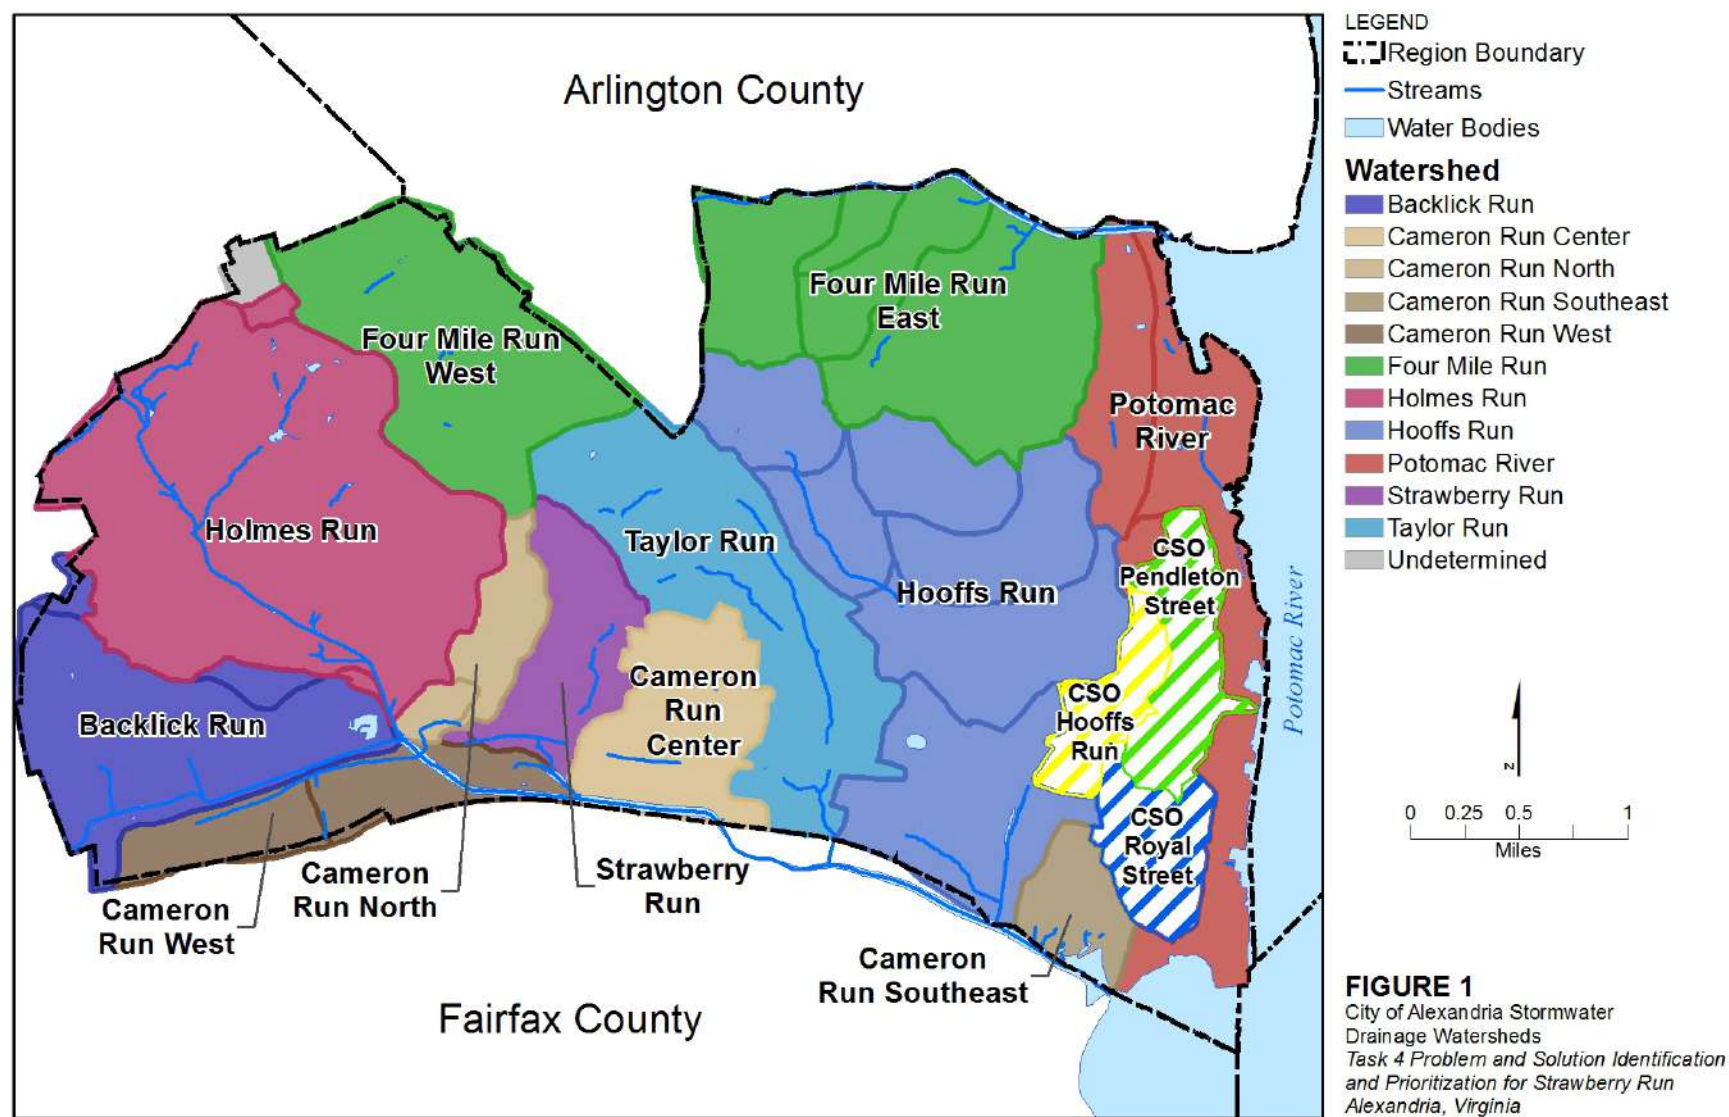 Arlington County
Four Mile Run
West
Four Mile Run
East
Potomac
River
Holmes Run
Taylor Run
Hooffs Run
CSO
Pendleton
Street
Potomac River
Backlick Run
Cameron
Run
Center
CSO
Hooffs
Run
CSO
Royal
Street
Cameron
Run West
Cameron
Run North
Strawberry
Run
Cameron
Run Southeast
Fairfax County
LEGEND
Region Boundary
Streams
Water Bodies
Watershed
Backlick Run
Cameron Run Center
Cameron Run North
Cameron Run Southeast
Cameron Run West
Four Mile Run
Holmes Run
Hooffs Run
Potomac River
Strawberry Run
Taylor Run
Undetermined
N
0 0.25 0.5 1
Miles
FIGURE 1
City of Alexandria Stormwater
Drainage Watersheds
Task 4 Problem and Solution Identification
and Prioritization for Strawberry Run
Alexandria, Virginia